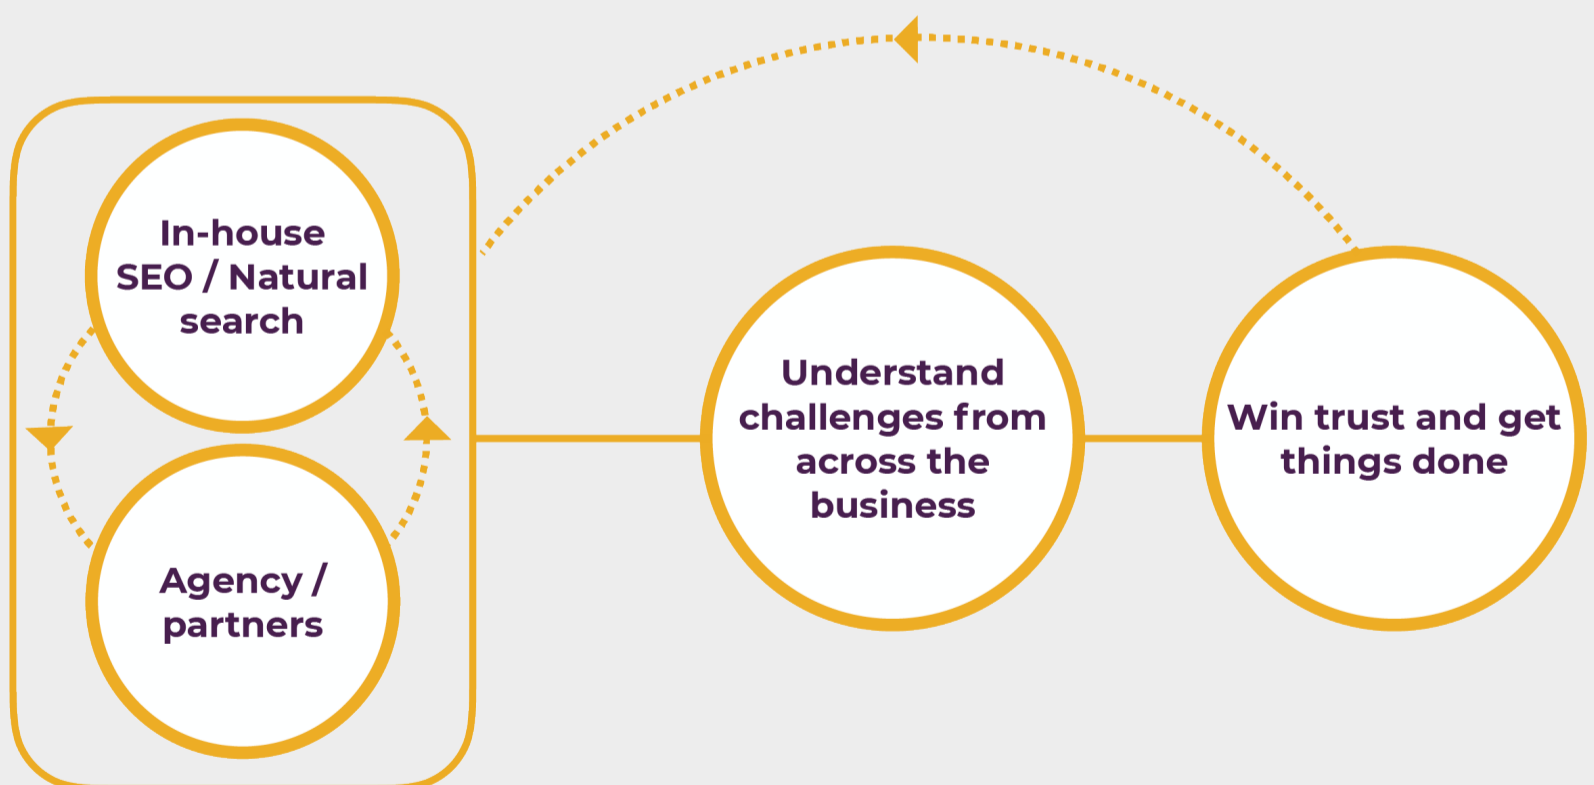 In-house
SEO / Natural
search
Agency /
partners
Understand
challenges from
across the
business
Win trust and get
things done